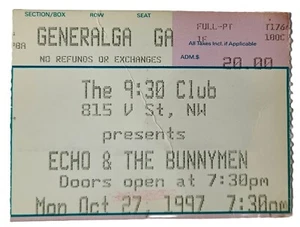 SECTION/BOX ROW SEAT FULL-PT
GENERALGA GA
All Taxes Incl. if Applicable
NO REFUNDS OR EXCHANGES ADM.$ 20.00
The 9:30 Club
815 V St, NW
presents
ECHO & THE BUNNYMEN
Doors open at 7:30pm
Mon Oct 27, 1997 7:30pm